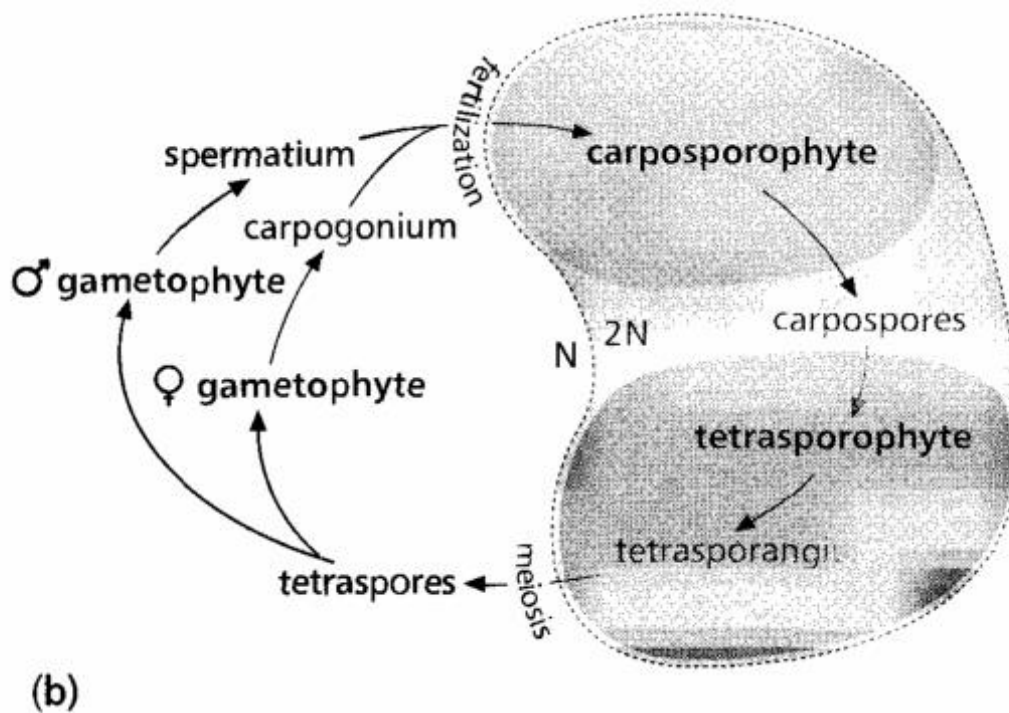 fertilization
spermatium
carposporophyte
carpogonium
♂ gametophyte
carpospores
N 2N
♀ gametophyte
tetrasporophyte
tetraspores
meiosis
(b)